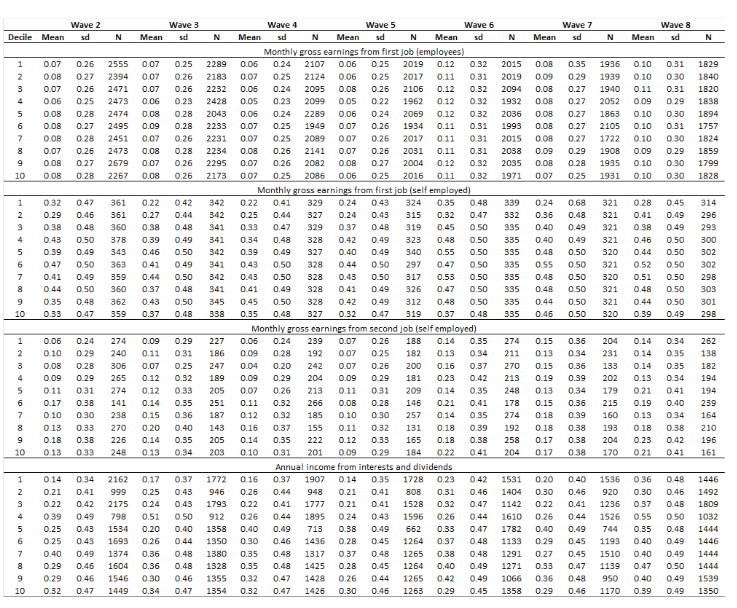 Wave 2 Wave 3 Wave 4 Wave 5 Wave 6 Wave 7 Wave 8
Decile Mean sd N Mean sd N Mean sd N Mean sd N Mean sd N Mean sd N Mean sd N
Monthly gross earnings from first job (employees)
1 0.07 0.26 2555 0.07 0.25 2289 0.06 0.24 2107 0.06 0.25 2019 0.12 0.32 2015 0.08 0.35 1936 0.10 0.31 1829
2 0.08 0.27 2394 0.07 0.26 2183 0.07 0.25 2124 0.06 0.25 2017 0.11 0.31 2019 0.09 0.29 1939 0.10 0.30 1840
3 0.07 0.26 2471 0.07 0.26 2232 0.06 0.24 2095 0.08 0.26 2106 0.12 0.32 2094 0.08 0.27 1940 0.11 0.31 1820
4 0.06 0.25 2473 0.06 0.23 2428 0.05 0.23 2099 0.05 0.22 1962 0.12 0.32 1932 0.08 0.27 2052 0.09 0.29 1838
5 0.08 0.28 2474 0.08 0.28 2043 0.06 0.24 2289 0.06 0.24 2069 0.12 0.32 2036 0.08 0.27 1863 0.10 0.30 1894
6 0.08 0.27 2495 0.09 0.28 2233 0.07 0.25 1949 0.07 0.26 1934 0.11 0.31 1993 0.08 0.27 2105 0.10 0.31 1757
7 0.08 0.28 2451 0.07 0.26 2231 0.07 0.25 2089 0.07 0.26 2017 0.11 0.31 2015 0.08 0.27 1722 0.10 0.30 1824
8 0.07 0.26 2473 0.08 0.28 2234 0.08 0.26 2141 0.07 0.26 2031 0.11 0.31 2038 0.09 0.29 1908 0.09 0.29 1859
9 0.08 0.27 2679 0.07 0.26 2295 0.07 0.26 2082 0.08 0.27 2004 0.12 0.32 2035 0.08 0.28 1935 0.10 0.30 1799
10 0.08 0.28 2267 0.08 0.26 2173 0.07 0.25 2086 0.06 0.25 2016 0.11 0.32 1971 0.07 0.25 1931 0.10 0.30 1828
Monthly gross earnings from first job (self employed)
1 0.32 0.47 361 0.22 0.42 342 0.22 0.41 329 0.24 0.43 324 0.35 0.48 339 0.24 0.68 321 0.28 0.45 314
2 0.29 0.46 361 0.27 0.44 342 0.25 0.44 327 0.24 0.43 315 0.32 0.47 332 0.36 0.48 321 0.41 0.49 296
3 0.38 0.48 360 0.38 0.48 341 0.33 0.47 329 0.37 0.48 319 0.45 0.50 335 0.40 0.49 321 0.38 0.49 293
4 0.43 0.50 378 0.39 0.49 341 0.34 0.48 328 0.42 0.49 323 0.48 0.50 335 0.40 0.49 321 0.46 0.50 300
5 0.39 0.49 343 0.46 0.50 342 0.39 0.49 327 0.40 0.49 340 0.55 0.50 335 0.48 0.50 320 0.44 0.50 302
6 0.47 0.50 363 0.41 0.49 341 0.43 0.50 328 0.44 0.50 297 0.47 0.50 335 0.55 0.50 321 0.52 0.50 302
7 0.41 0.49 359 0.44 0.50 342 0.43 0.50 328 0.43 0.50 317 0.53 0.50 335 0.48 0.50 320 0.51 0.50 298
8 0.44 0.50 360 0.37 0.48 341 0.41 0.49 328 0.41 0.49 326 0.47 0.50 335 0.48 0.50 321 0.48 0.50 303
9 0.35 0.48 362 0.43 0.50 345 0.45 0.50 328 0.42 0.49 312 0.48 0.50 335 0.44 0.50 321 0.44 0.50 301
10 0.33 0.47 359 0.37 0.48 338 0.35 0.48 327 0.32 0.47 319 0.37 0.48 335 0.46 0.50 320 0.39 0.49 298
Monthly gross earnings from second job (self employed)
1 0.06 0.24 274 0.09 0.29 227 0.06 0.24 239 0.07 0.26 188 0.14 0.35 274 0.15 0.36 204 0.14 0.34 262
2 0.10 0.29 240 0.11 0.31 186 0.09 0.28 192 0.07 0.25 182 0.13 0.34 211 0.13 0.34 231 0.14 0.35 138
3 0.08 0.28 306 0.07 0.25 247 0.04 0.20 242 0.07 0.26 200 0.16 0.37 270 0.15 0.36 133 0.14 0.35 182
4 0.09 0.29 265 0.12 0.32 189 0.09 0.29 204 0.09 0.29 181 0.23 0.42 213 0.19 0.39 202 0.13 0.34 194
5 0.11 0.31 274 0.12 0.33 205 0.07 0.26 213 0.11 0.31 209 0.14 0.35 248 0.13 0.34 179 0.21 0.41 194
6 0.17 0.38 141 0.14 0.35 251 0.11 0.32 266 0.08 0.28 146 0.21 0.41 178 0.15 0.36 215 0.19 0.40 239
7 0.10 0.30 238 0.15 0.36 187 0.12 0.32 185 0.10 0.30 257 0.14 0.35 274 0.18 0.39 160 0.13 0.34 164
8 0.13 0.33 270 0.20 0.40 143 0.16 0.37 155 0.11 0.32 131 0.18 0.39 192 0.18 0.38 193 0.18 0.38 210
9 0.18 0.38 226 0.14 0.35 205 0.14 0.35 222 0.12 0.33 165 0.18 0.38 258 0.17 0.38 204 0.23 0.42 196
10 0.13 0.33 248 0.13 0.34 203 0.10 0.31 201 0.09 0.29 184 0.22 0.41 204 0.17 0.38 170 0.21 0.41 161
Annual income from interests and dividends
1 0.14 0.34 2162 0.17 0.37 1772 0.16 0.37 1907 0.14 0.35 1728 0.23 0.42 1531 0.20 0.40 1536 0.36 0.48 1446
2 0.21 0.41 999 0.25 0.43 946 0.26 0.44 948 0.21 0.41 808 0.31 0.46 1404 0.30 0.46 920 0.30 0.46 1492
3 0.22 0.42 2175 0.24 0.43 1793 0.22 0.41 1777 0.21 0.41 1528 0.32 0.47 1142 0.22 0.41 1236 0.37 0.48 1809
4 0.39 0.49 798 0.51 0.50 912 0.26 0.44 1895 0.24 0.43 1596 0.26 0.44 1610 0.26 0.44 1526 0.55 0.50 1032
5 0.25 0.43 1534 0.20 0.40 1358 0.40 0.49 713 0.38 0.49 662 0.33 0.47 1782 0.40 0.49 744 0.35 0.48 1444
6 0.25 0.43 1693 0.26 0.44 1350 0.30 0.46 1436 0.28 0.45 1264 0.37 0.48 1133 0.29 0.45 1193 0.40 0.49 1446
7 0.40 0.49 1374 0.36 0.48 1380 0.35 0.48 1317 0.37 0.48 1265 0.38 0.48 1291 0.27 0.45 1510 0.40 0.49 1444
8 0.29 0.46 1604 0.36 0.48 1328 0.35 0.48 1425 0.28 0.45 1264 0.40 0.49 1271 0.33 0.47 1139 0.47 0.50 1444
9 0.29 0.46 1546 0.30 0.46 1355 0.32 0.47 1428 0.26 0.44 1265 0.42 0.49 1066 0.36 0.48 950 0.40 0.49 1539
10 0.32 0.47 1449 0.34 0.47 1354 0.32 0.47 1426 0.30 0.46 1263 0.29 0.45 1358 0.29 0.46 1170 0.39 0.49 1350